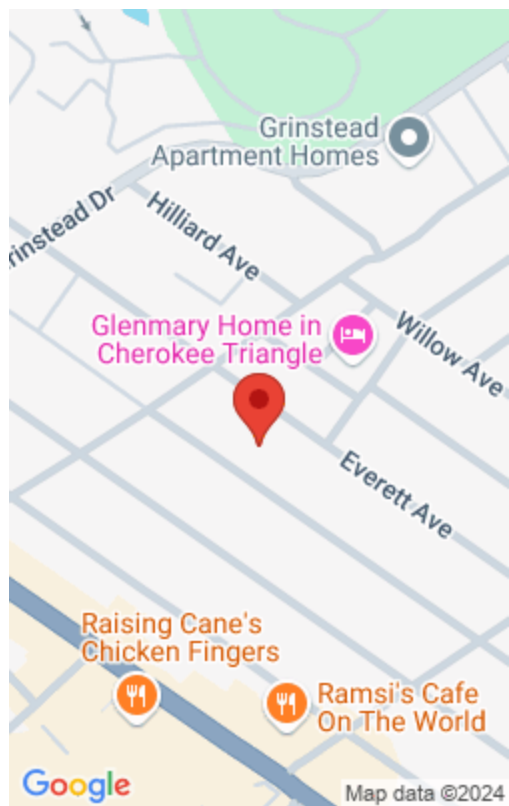 Grinstead
Apartment Homes
rinstead Dr
Hilliard Ave
Glenmary Home in
Cherokee Triangle
Willow Ave
Everett Ave
Raising Cane's
Chicken Fingers
Ramsi's Cafe
On The World
Google
Map data ©2024